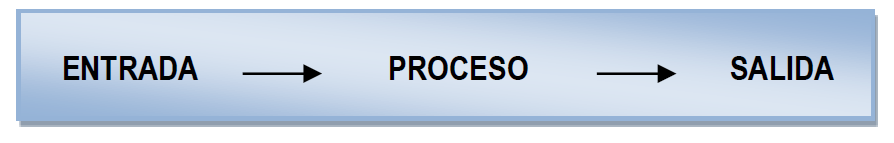 ENTRADA PROCESO SALIDA